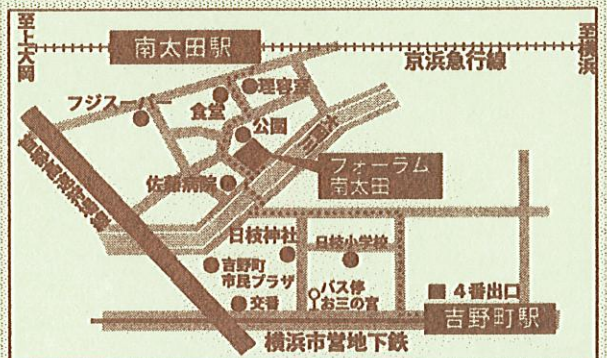 至上大岡
南太田駅
至横浜
京浜急行線
フジスーパー
食堂
理容店
公園
大岡川
フォーラム
南太田
佐藤病院
日枝神社
日枝小学校
吉野町
市民プラザ
バス停
お三の宮
4番出口
交番
吉野町駅
横浜市営地下鉄